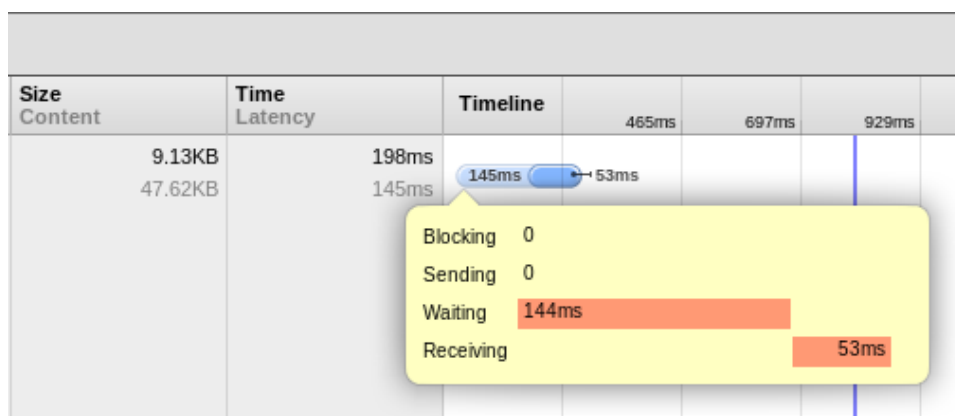 Size Time Timeline
Content Latency 465ms 697ms 929ms
9.13KB 198ms
145ms 53ms
47.62KB 145ms
Blocking 0
Sending 0
Waiting 144ms
Receiving 53ms